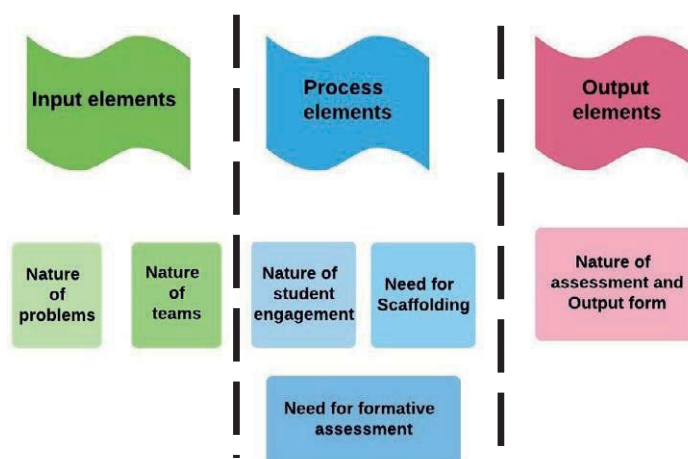 Input elements
Process
elements
Output
elements
Nature
of
problems
Nature
of
teams
Nature of
student
engagement
Need for
Scaffolding
Nature of
assessment and
Output form
Need for formative
assessment